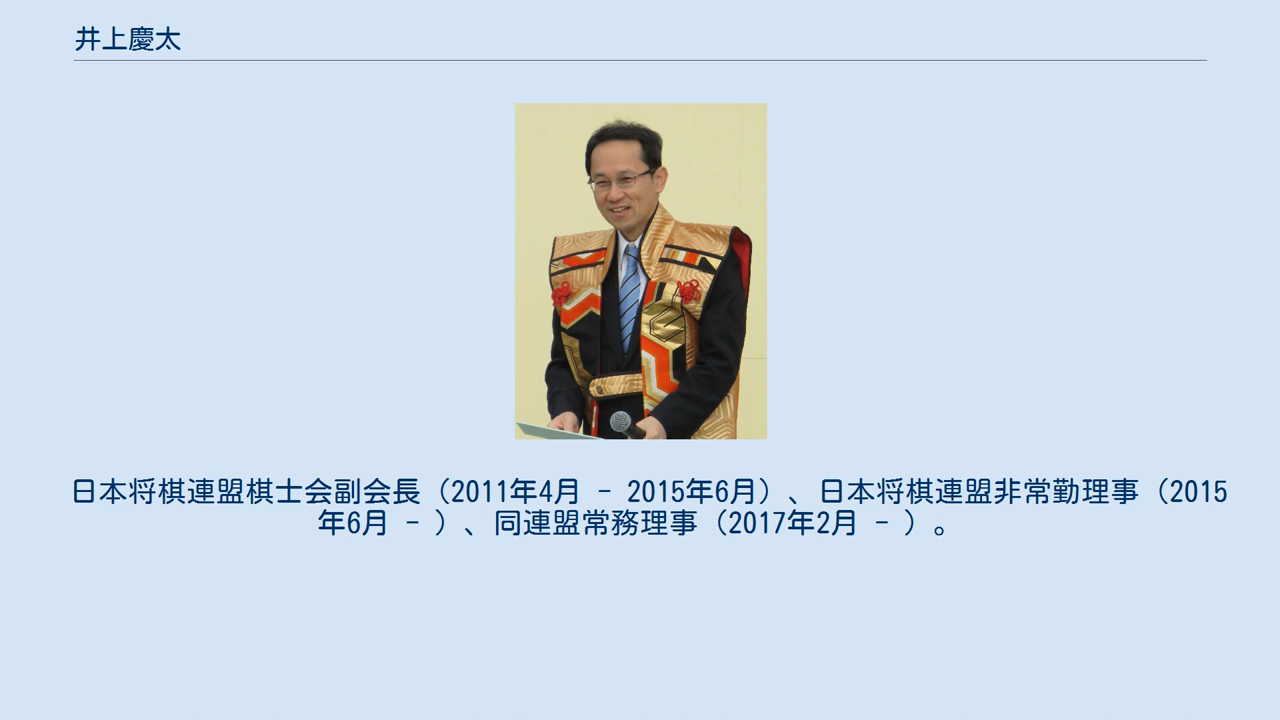 井上慶太
日本将棋連盟棋士会副会長（2011年4月 - 2015年6月）、日本将棋連盟非常勤理事（2015
年6月 - ）、同連盟常務理事（2017年2月 - ）。